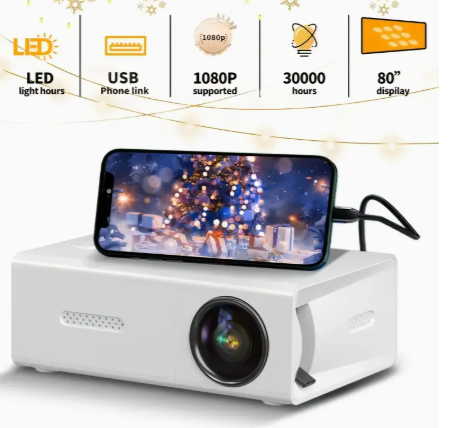 LED
1080p
LED
light hours
USB
Phone link
1080P
supported
30000
hours
80”
dispilay